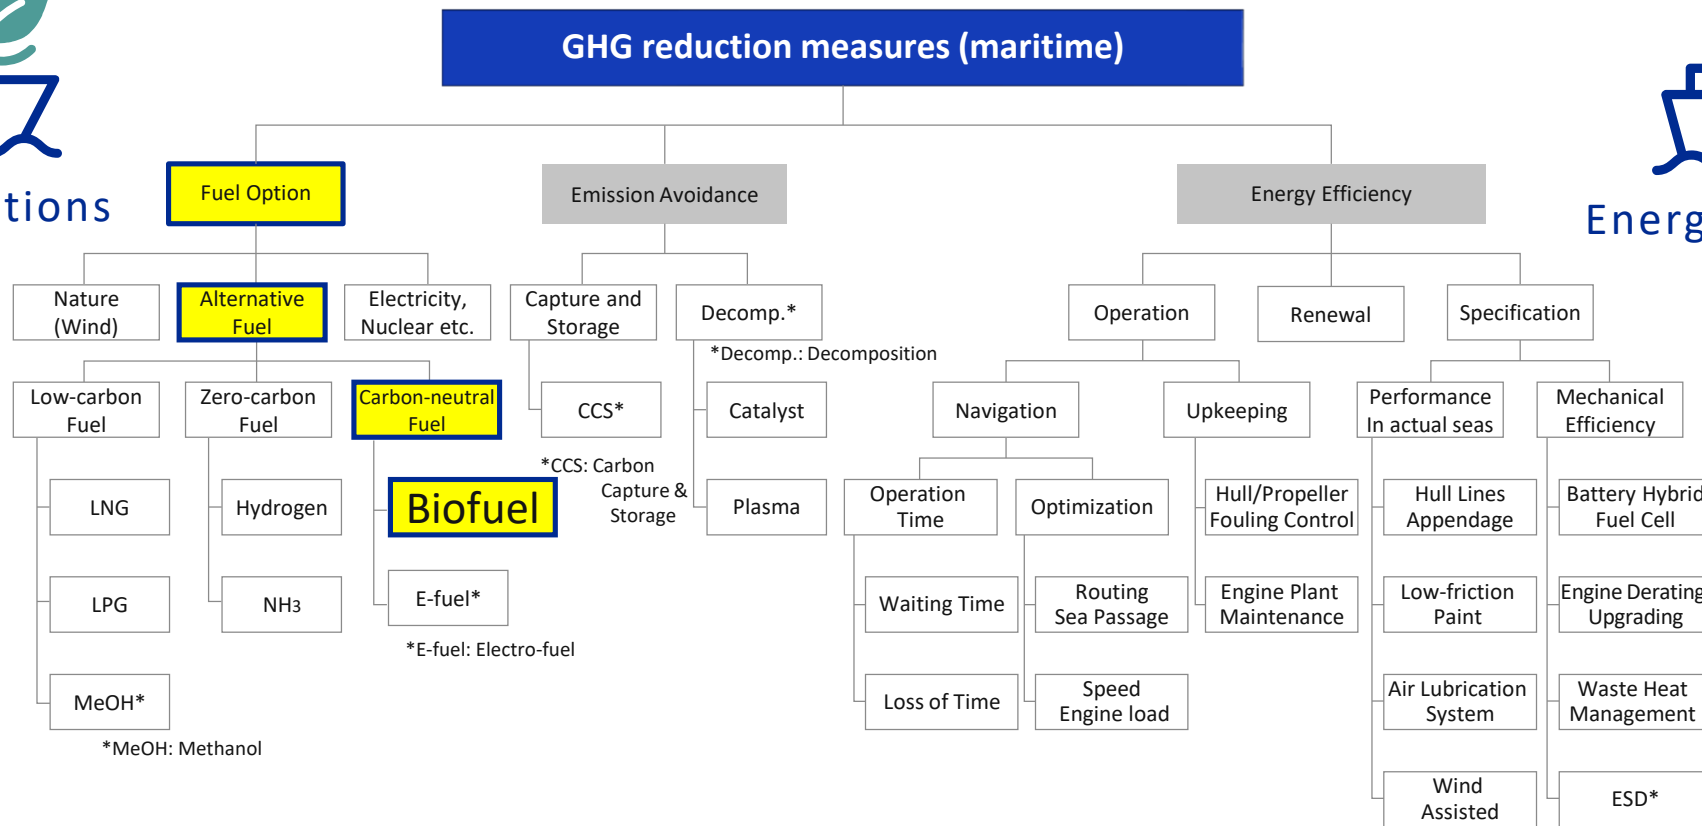 GHG reduction measures (maritime)
tions
Energ
Fuel Option
Emission Avoidance
Energy Efficiency
Nature
(Wind)
Alternative
Fuel
Electricity,
Nuclear etc.
Capture and
Storage
Decomp.*
*Decomp.: Decomposition
Operation
Renewal
Specification
Low-carbon
Fuel
Zero-carbon
Fuel
Carbon-neutral
Fuel
CCS*
*CCS: Carbon
Capture &
Storage
Catalyst
Plasma
Navigation
Upkeeping
Performance
In actual seas
Mechanical
Efficiency
LNG
LPG
MeOH*
*MeOH: Methanol
Hydrogen
NH3
Biofuel
E-fuel*
*E-fuel: Electro-fuel
Operation
Time
Optimization
Waiting Time
Loss of Time
Routing
Sea Passage
Speed
Engine load
Hull/Propeller
Fouling Control
Engine Plant
Maintenance
Hull Lines
Appendage
Low-friction
Paint
Air Lubrication
System
Wind
Assisted
Battery Hybrid
Fuel Cell
Engine Derating
Upgrading
Waste Heat
Management
ESD*